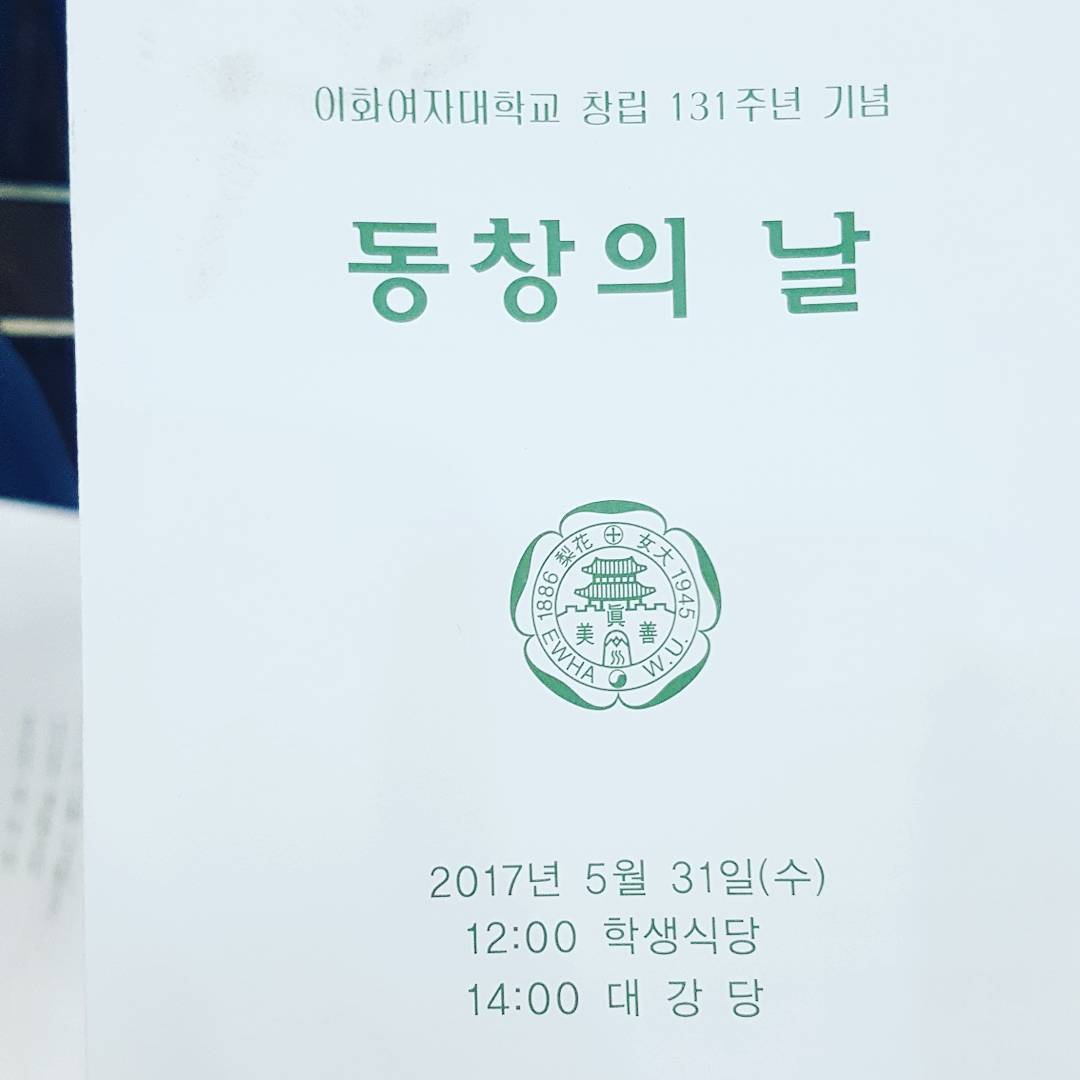 이화여자대학교 창립 131주년 기념
동창의 날
1886 梨花 女大 1945
眞
美 善
EWHA W.U.
2017년 5월 31일(수)
12:00 학생식당
14:00 대 강 당